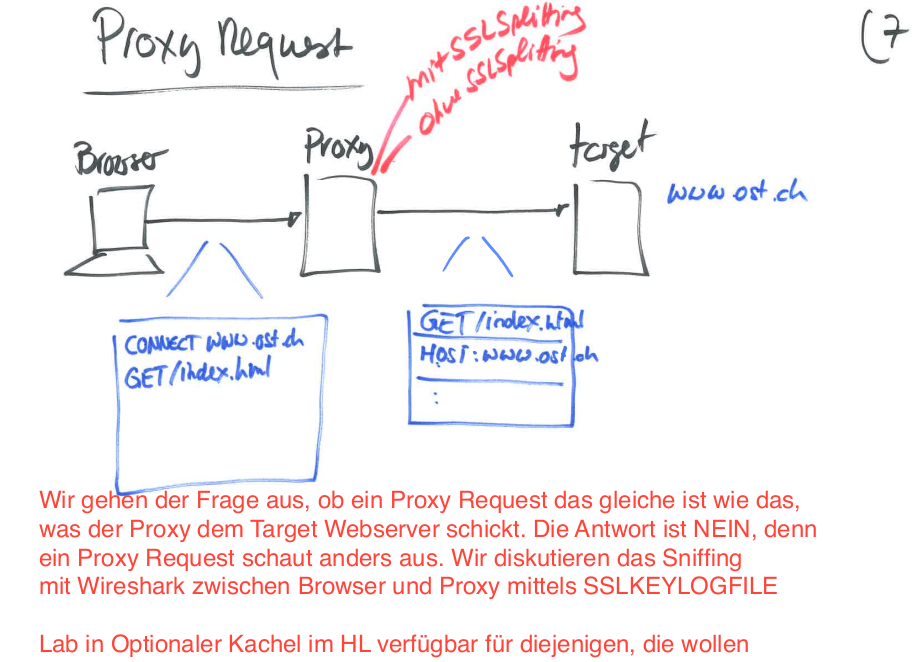 Proxy Request
(7
mit SSL Splitting
ohne SSLSplitting
Browser
Proxy
target
www.ost.ch
CONNECT www.ost.ch
GET /index.html
GET /index.html
HOST: www.ost.ch
:
Wir gehen der Frage aus, ob ein Proxy Request das gleiche ist wie das,
was der Proxy dem Target Webserver schickt. Die Antwort ist NEIN, denn
ein Proxy Request schaut anders aus. Wir diskutieren das Sniffing
mit Wireshark zwischen Browser und Proxy mittels SSLKEYLOGFILE
Lab in Optionaler Kachel im HL verfügbar für diejenigen, die wollen